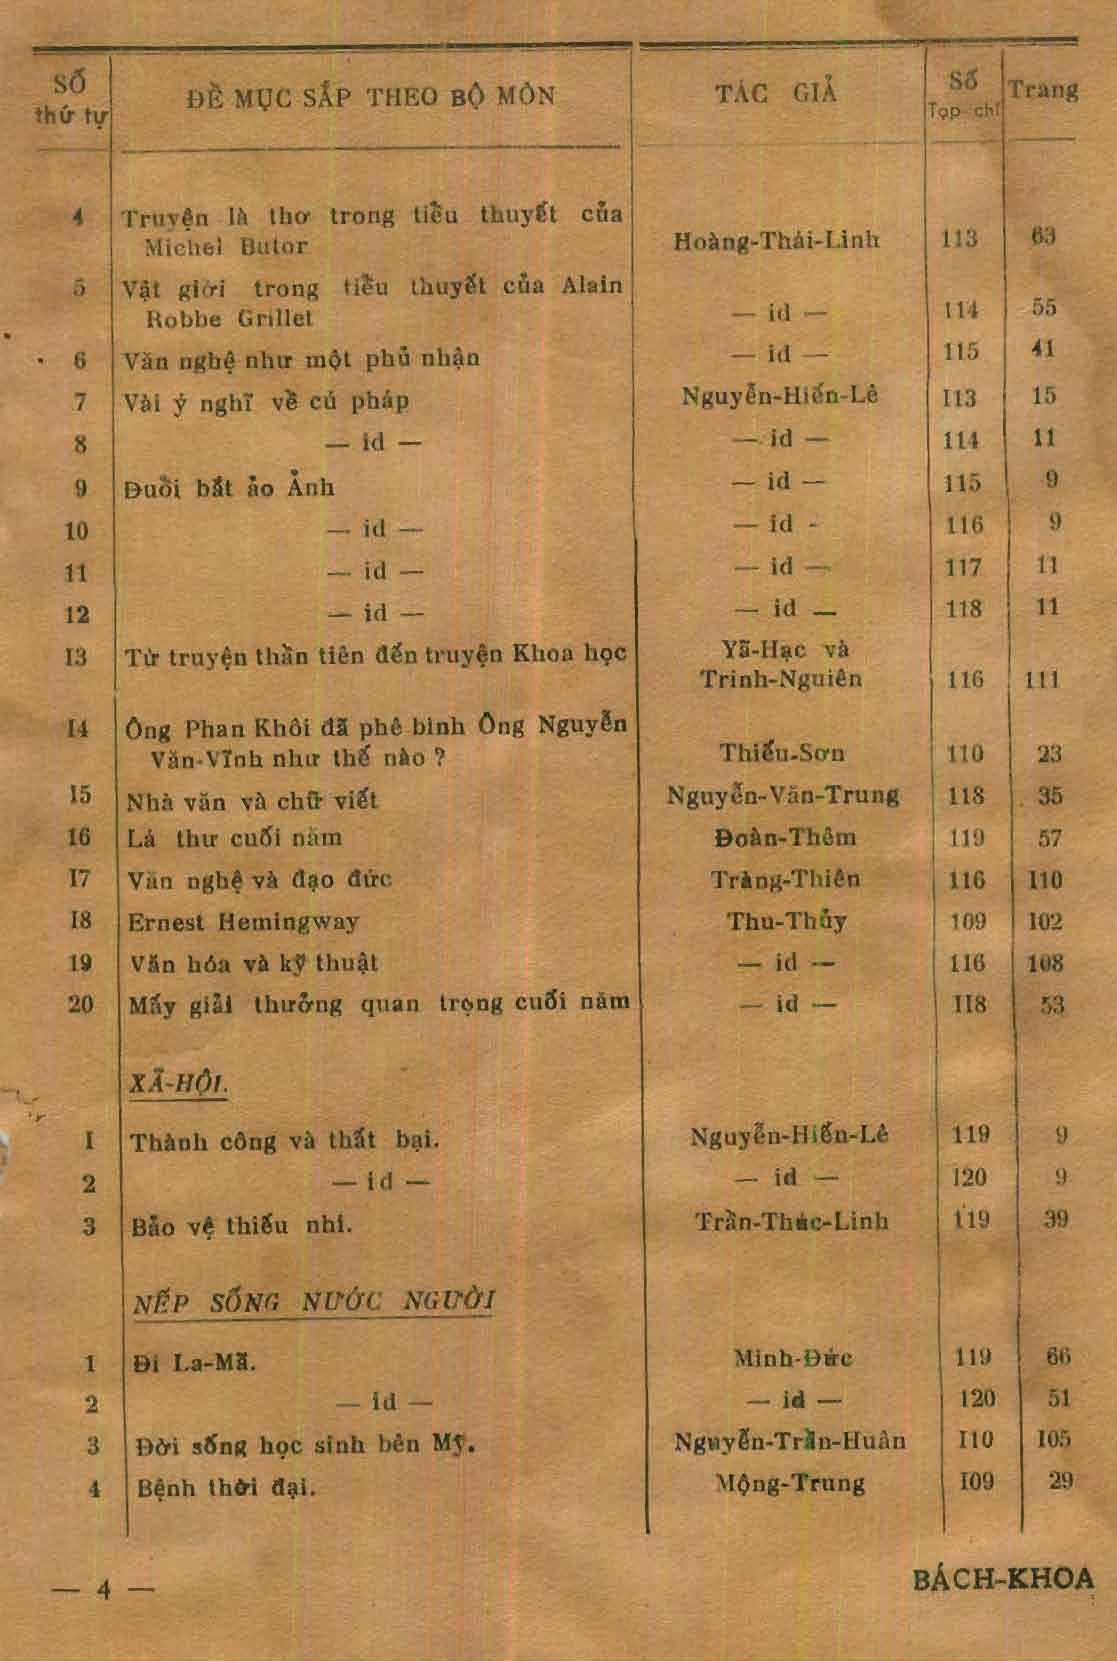 Số thứ tự ĐỀ MỤC SẮP THEO BỘ MÔN TÁC GIẢ Số Tạp chí Trang
4 Truyện là thơ trong tiểu thuyết của
Michel Butor Hoàng-Thái-Linh 113 63
5 Vật giới trong tiểu thuyết của Alain
Robbe Grillet — id — 114 55
6 Văn nghệ như một phủ nhận — id — 115 41
7 Vài ý nghĩ về cú pháp Nguyễn-Hiến-Lê 113 15
8 — id — — id — 114 11
9 Đuổi bắt ảo Ảnh — id — 115 9
10 — id — — id - 116 9
11 — id — — id — 117 11
12 — id — — id — 118 11
13 Từ truyện thần tiên đến truyện Khoa học Yã-Hạc và
Trinh-Nguiên 116 111
14 Ông Phan Khôi đã phê bình Ông Nguyễn
Văn-Vĩnh như thế nào ? Thiếu-Sơn 110 23
15 Nhà văn và chữ viết Nguyễn-Văn-Trung 118 35
16 Lá thư cuối năm Đoàn-Thêm 119 57
17 Văn nghệ và đạo đức Tràng-Thiên 116 110
18 Ernest Hemingway Thu-Thủy 109 102
19 Văn hóa và kỹ thuật — id — 116 108
20 Mấy giải thưởng quan trọng cuối năm — id — 118 53
XÃ-HỘI.
1 Thành công và thất bại. Nguyễn-Hiến-Lê 119 9
2 — id — — id — 120 9
3 Bảo vệ thiếu nhi. Trần-Thúc-Linh 119 39
NẾP SỐNG NƯỚC NGƯỜI
1 Đi La-Mã. Minh-Đức 119 66
2 — id — — id — 120 51
3 Đời sống học sinh bên Mỹ. Nguyễn-Trần-Huân 110 105
4 Bệnh thời đại. Mộng-Trung 109 29
— 4 — BÁCH-KHOA